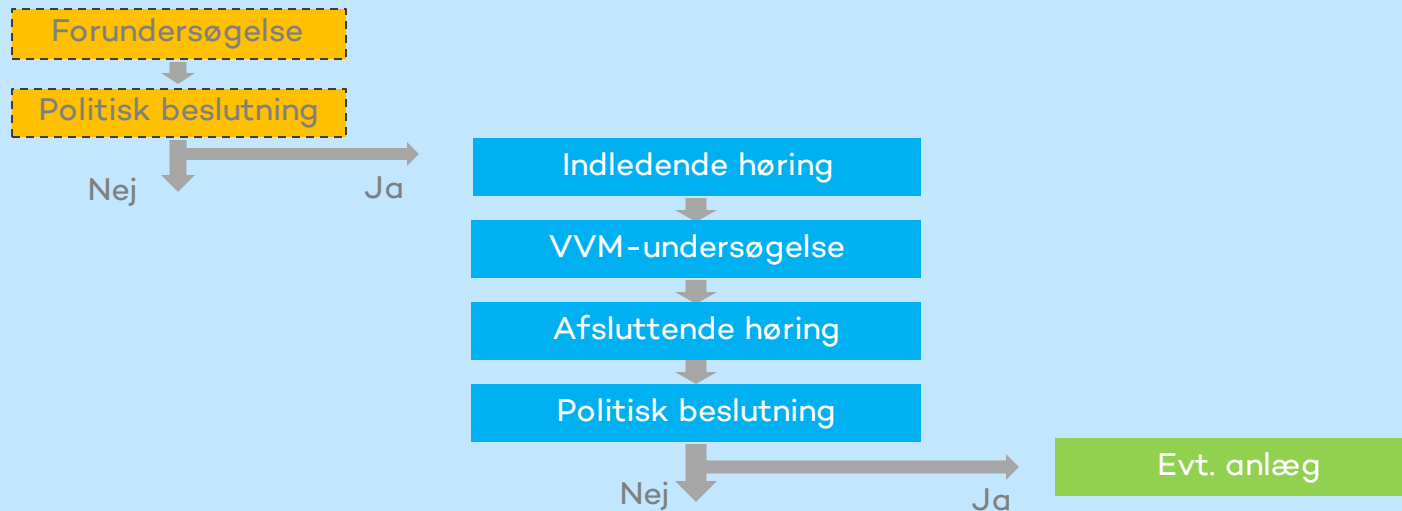 Forundersøgelse
Politisk beslutning
Nej
Ja
Indledende høring
VVM-undersøgelse
Afsluttende høring
Politisk beslutning
Nej
Ja
Evt. anlæg